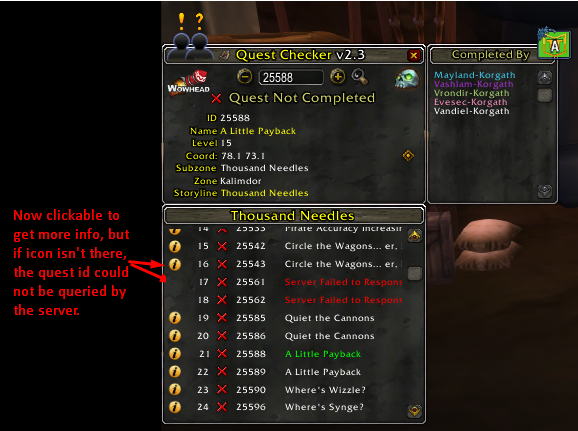 ! ?
Quest Checker v2.3
WOWHEAD
25588
Quest Not Completed
ID 25588
Name A Little Payback
Level 15
Coord: 78.1 73.1
Subzone Thousand Needles
Zone Kalimdor
Storyline Thousand Needles
Completed By
A
Mayland-Korgath
Vashlam-Korgath
Vrondir-Korgath
Evesec-Korgath
Vandiel-Korgath
Now clickable to
get more info, but
if icon isn't there,
the quest id could
not be queried by
the server.
Thousand Needles
14 25533 Pirate Accuracy Increasin
15 25542 Circle the Wagons... er,
16 25543 Circle the Wagons... er,
17 25561 Server Failed to Respon
18 25562 Server Failed to Respon
19 25585 Quiet the Cannons
20 25586 Quiet the Cannons
21 25588 A Little Payback
22 25589 A Little Payback
23 25590 Where's Wizzle?
24 25596 Where's Synge?